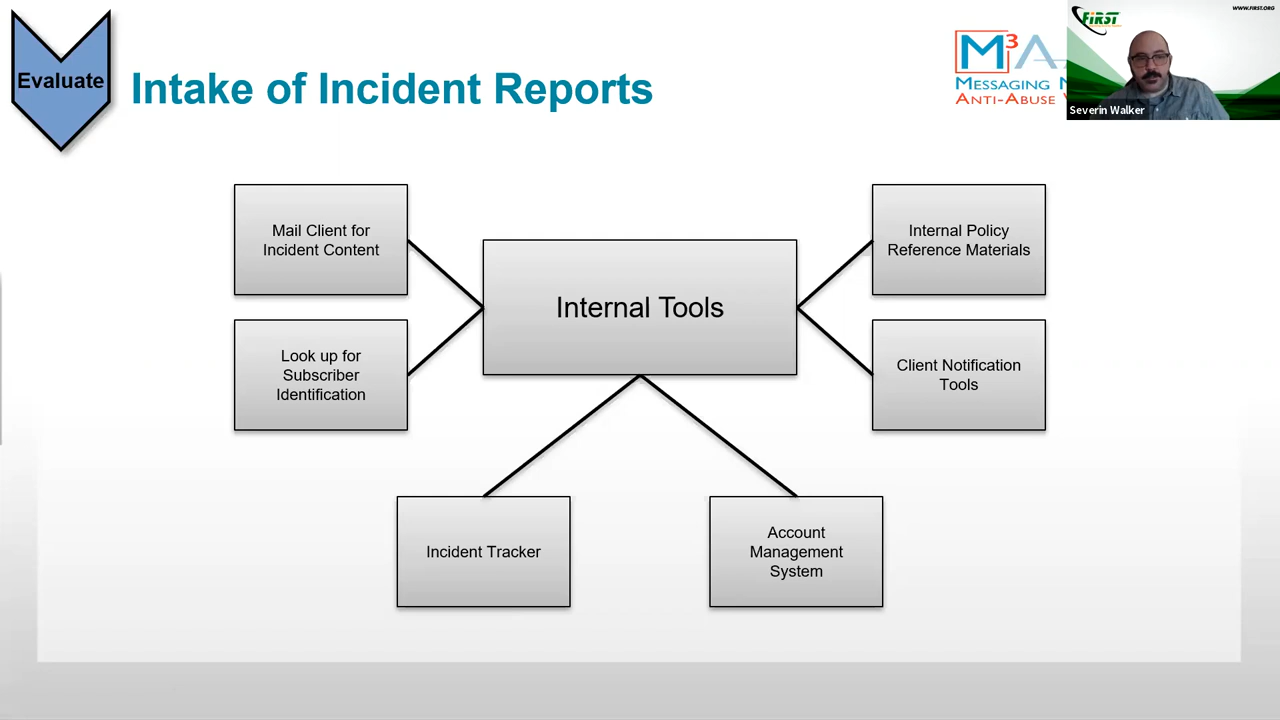 Evaluate
Intake of Incident Reports
M3A
MESSAGING
ANTI-ABUSE
FIRST
WWW.FIRST.ORG
Severin Walker
Mail Client for
Incident Content
Look up for
Subscriber
Identification
Internal Tools
Internal Policy
Reference Materials
Client Notification
Tools
Incident Tracker
Account
Management
System